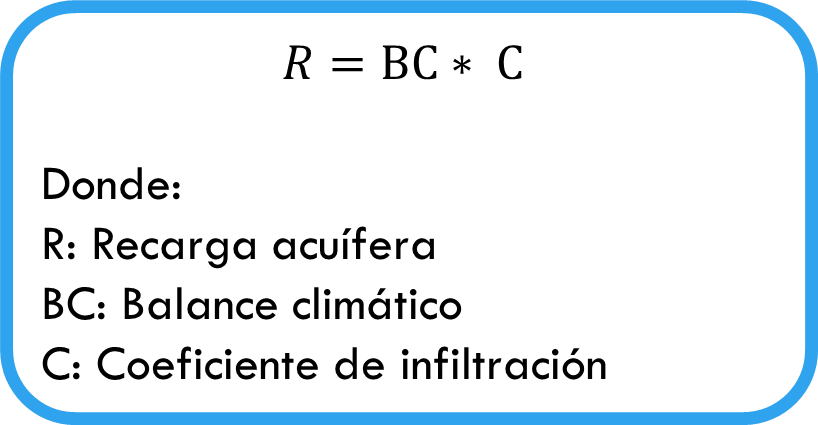 R = BC ∗ C
Donde:
R: Recarga acuífera
BC: Balance climático
C: Coeficiente de infiltración